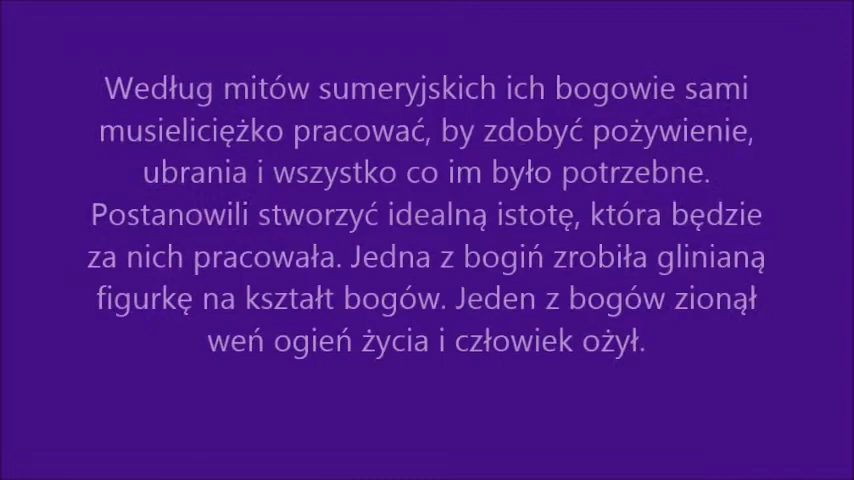 Według mitów sumeryjskich ich bogowie sami
musieliciężko pracować, by zdobyć pożywienie,
ubrania i wszystko co im było potrzebne.
Postanowili stworzyć idealną istotę, która będzie
za nich pracowała. Jedna z bogiń zrobiła glinianą
figurkę na kształt bogów. Jeden z bogów zionął
weń ogień życia i człowiek ożył.